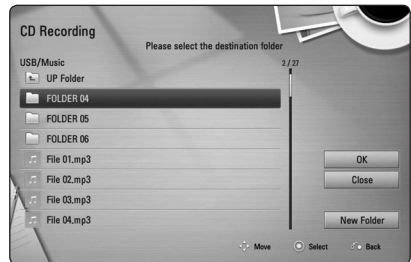 CD Recording
Please select the destination folder
USB/Music
2 / 27
UP Folder
FOLDER 04
FOLDER 05
FOLDER 06
File 01.mp3
OK
File 02.mp3
Close
File 03.mp3
File 04.mp3
New Folder
Move
Select
Back